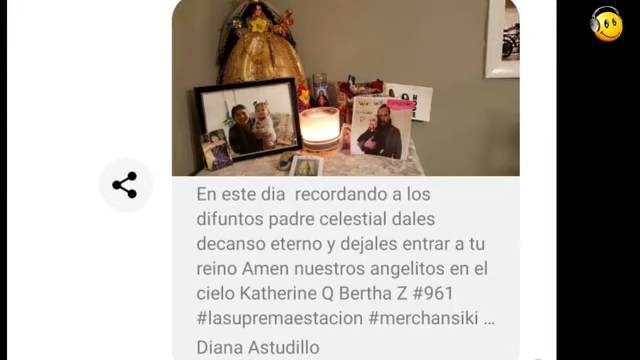 En este dia recordando a los
difuntos padre celestial dales
decanso eterno y dejales entrar a tu
reino Amen nuestros angelitos en el
cielo Katherine Q Bertha Z #961
#lasupremaestacion #merchansiki ...
Diana Astudillo